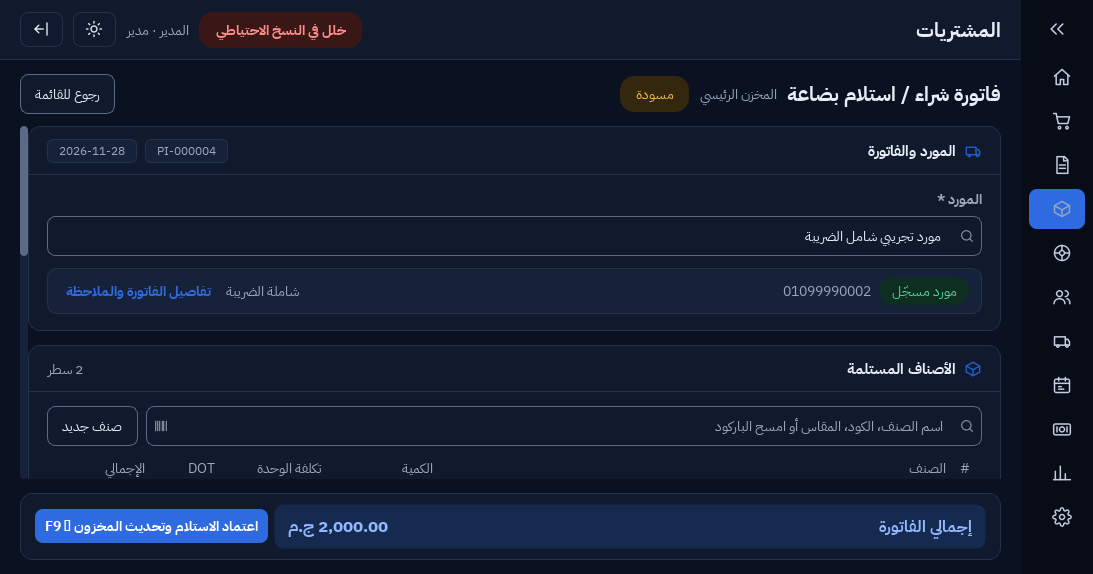 المشتريات
خلل في النسخ الاحتياطي
المدير · مدير
فاتورة شراء / استلام بضاعة
المخزن الرئيسي
مسودة
رجوع للقائمة
المورد والفاتورة
PI-000004
2026-11-28
المورد *
مورد تجريبي شامل الضريبة
مورد مسجّل
01099990002
شاملة الضريبة
تفاصيل الفاتورة والملاحظة
الأصناف المستلمة
2 سطر
اسم الصنف، الكود، المقاس أو امسح الباركود
صنف جديد
# الصنف الكمية تكلفة الوحدة DOT الإجمالي
إجمالي الفاتورة
2,000.00 ج.م
اعتماد الاستلام وتحديث المخزون F9